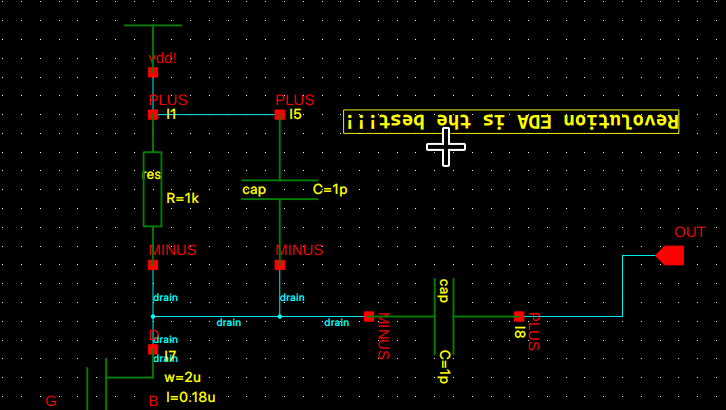 vdd!
PLUS
I1
PLUS
I5
Revolution EDA is the best!!!
res
R=1k
cap
C=1p
MINUS
MINUS
OUT
drain
drain
drain
drain
cap
C=1p
MINUS
I8
PLUS
D
drain
I7
drain
w=2u
l=0.18u
G
B